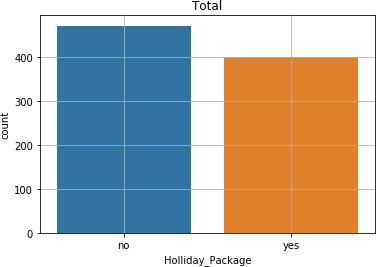 Total
400
300
200
100
0
count
no yes
Holliday_Package